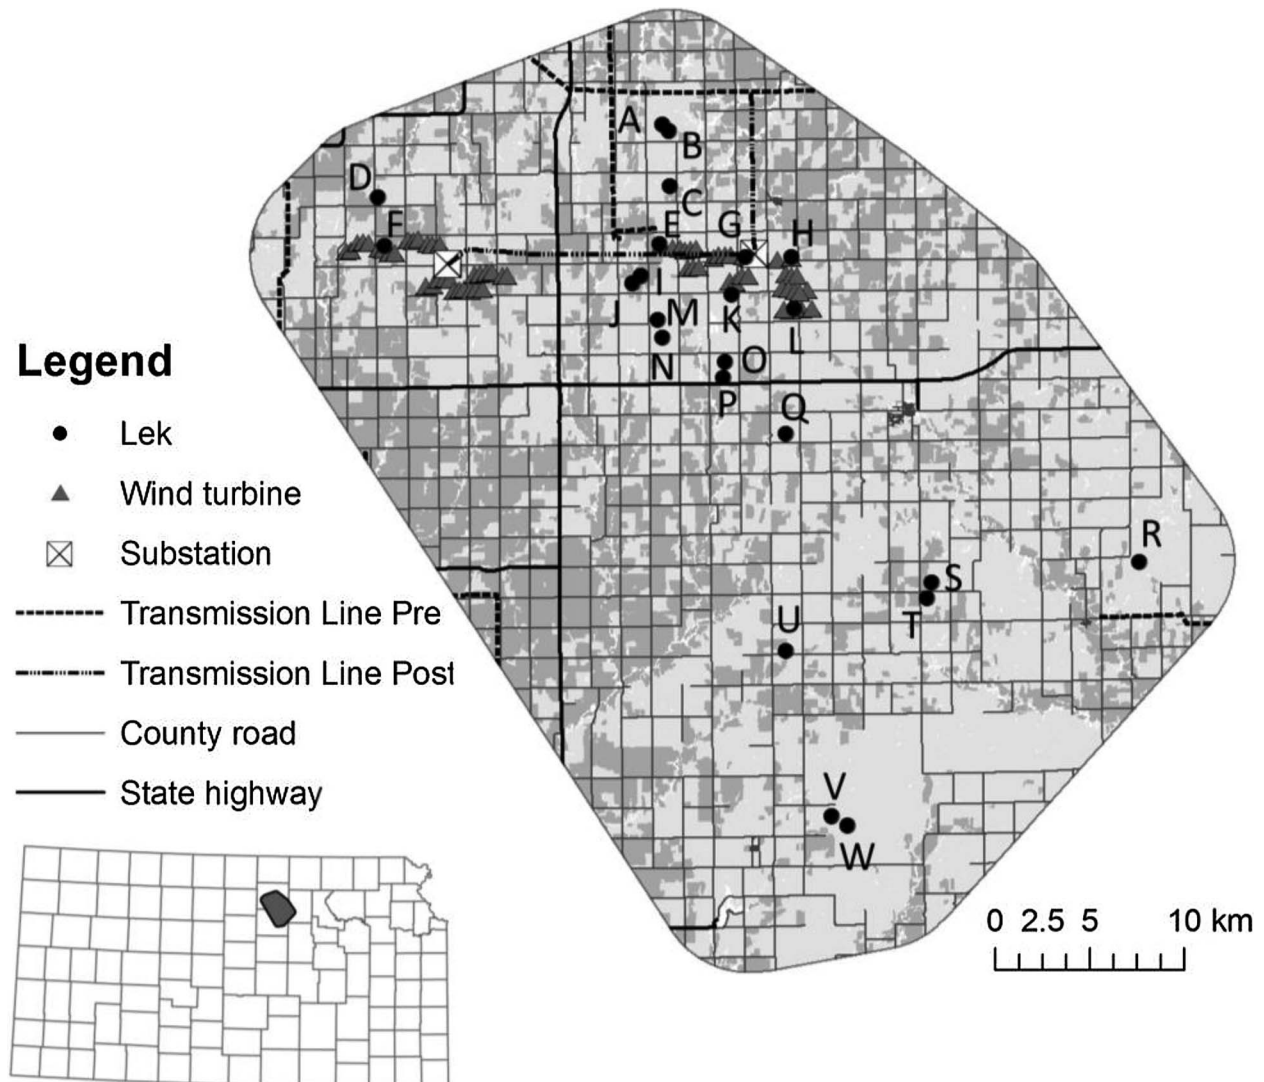 A
B
D
C
F
E
G
H
I
J
M
K
L
N
O
P
Q
Legend
Lek
Wind turbine
Substation
Transmission Line Pre
Transmission Line Post
County road
State highway
R
S
T
U
V
W
0 2.5 5 10 km